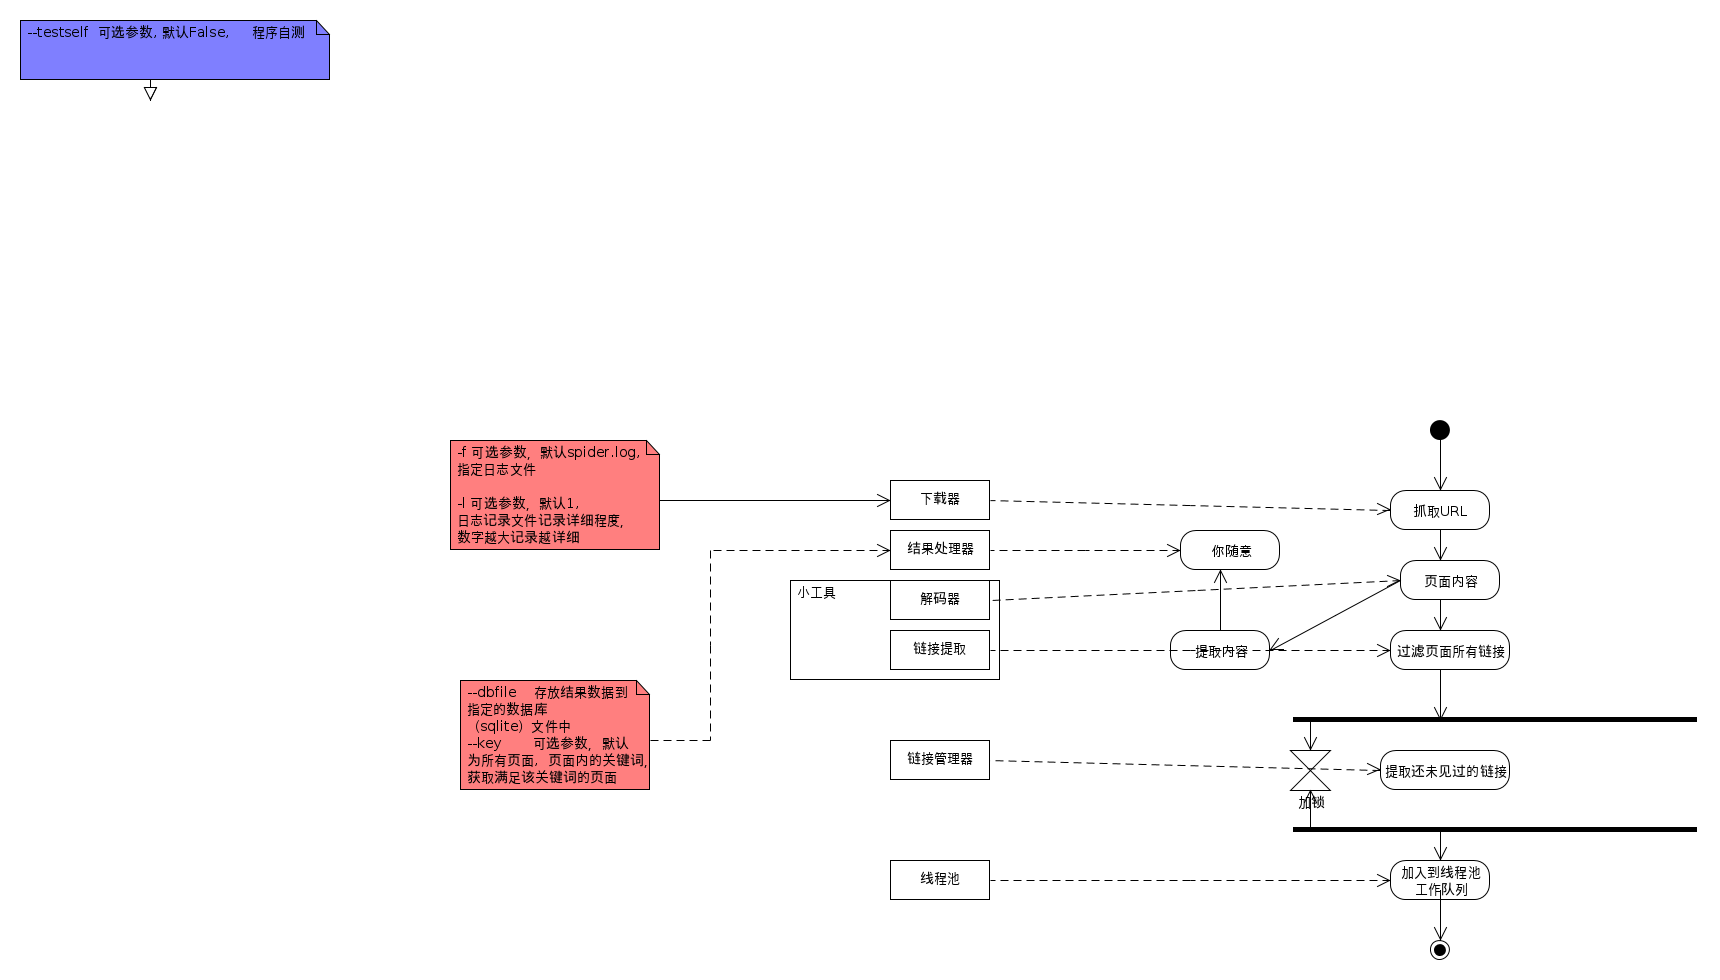 --testself 可选参数, 默认False, 程序自测
-f 可选参数, 默认spider.log,
指定日志文件
-l 可选参数, 默认1,
日志记录文件记录详细程度,
数字越大记录越详细
--dbfile 存放结果数据到
指定的数据库
（sqlite）文件中
--key 可选参数, 默认
为所有页面, 页面内的关键词,
获取满足该关键词的页面
小工具
下载器
结果处理器
解码器
链接提取
链接管理器
线程池
你随意
提取内容
抓取URL
页面内容
过滤页面所有链接
加锁
提取还未见过的链接
加入到线程池
工作队列